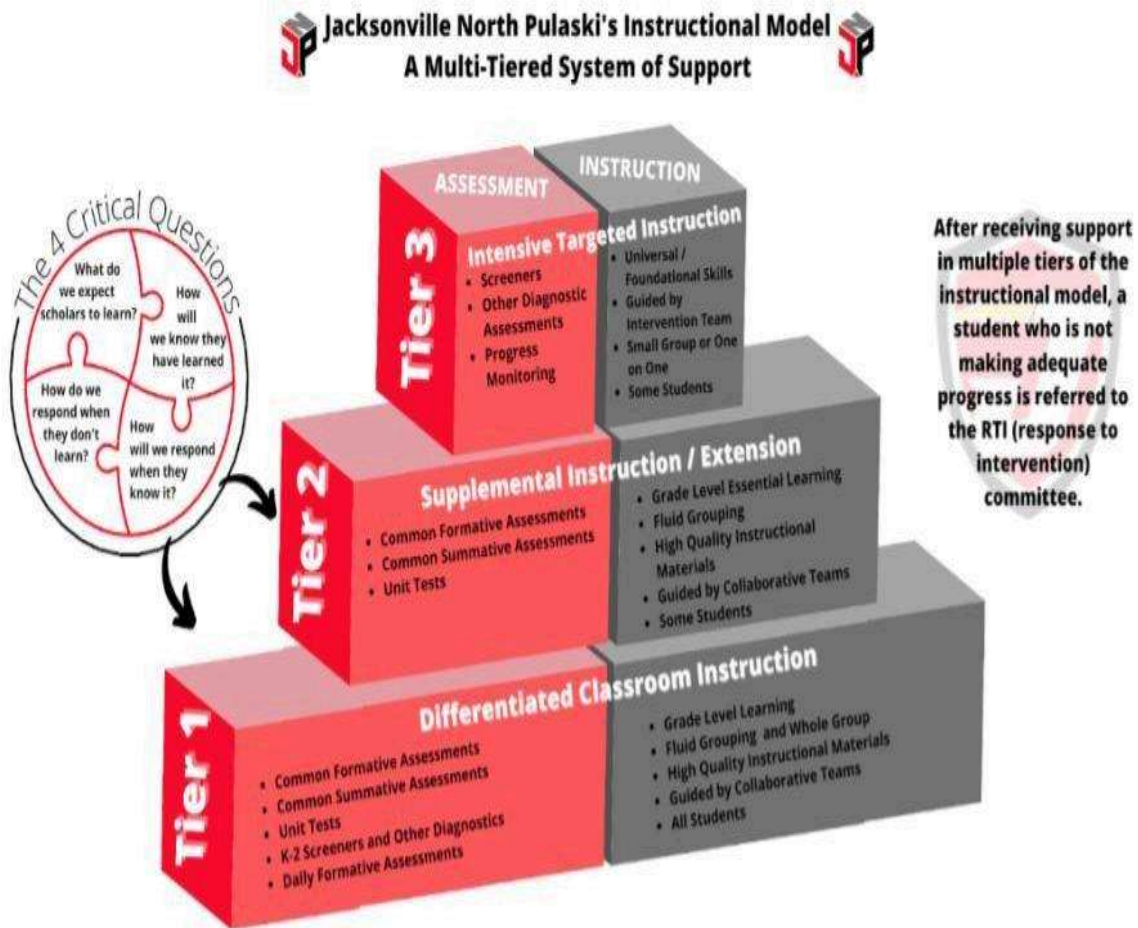 Jacksonville North Pulaski's Instructional Model
A Multi-Tiered System of Support
JPN
JPN
The 4 Critical Questions
What do
we expect
scholars to learn?
How
will
we know they
have learned
it?
How do we
respond when
they don't
learn?
How
will we respond
when they
know it?
ASSESSMENT
INSTRUCTION
Tier 3
Intensive Targeted Instruction
• Screeners
• Other Diagnostic
Assessments
• Progress
Monitoring
• Universal /
Foundational Skills
• Guided by
Intervention Team
• Small Group or One
on One
• Some Students
Tier 2
Supplemental Instruction / Extension
• Common Formative Assessments
• Common Summative Assessments
• Unit Tests
• Grade Level Essential Learning
• Fluid Grouping
• High Quality Instructional
Materials
• Guided by Collaborative Teams
• Some Students
Tier 1
Differentiated Classroom Instruction
• Common Formative Assessments
• Common Summative Assessments
• Unit Tests
• K-2 Screeners and Other Diagnostics
• Daily Formative Assessments
• Grade Level Learning
• Fluid Grouping and Whole Group
• High Quality Instructional Materials
• Guided by Collaborative Teams
• All Students
After receiving support
in multiple tiers of the
instructional model, a
student who is not
making adequate
progress is referred to
the RTI (response to
intervention)
committee.